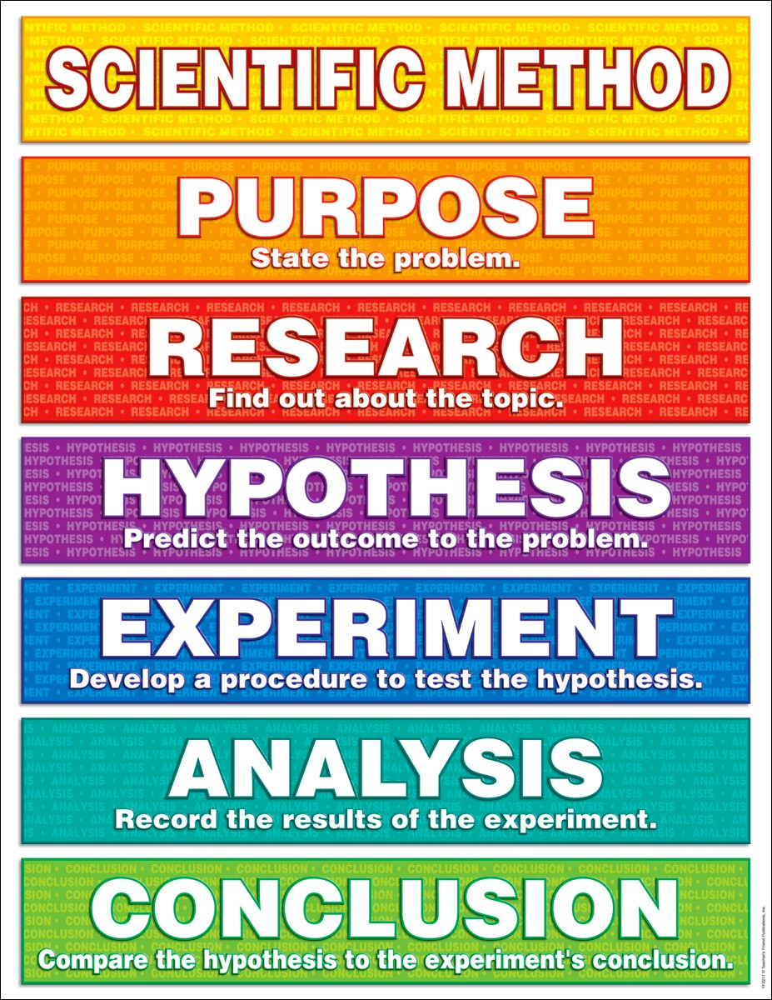 SCIENTIFIC METHOD
PURPOSE
State the problem.
RESEARCH
Find out about the topic.
HYPOTHESIS
Predict the outcome to the problem.
EXPERIMENT
Develop a procedure to test the hypothesis.
ANALYSIS
Record the results of the experiment.
CONCLUSION
Compare the hypothesis to the experiment's conclusion.
TF2217 © Teacher's Friend Publications, Inc.